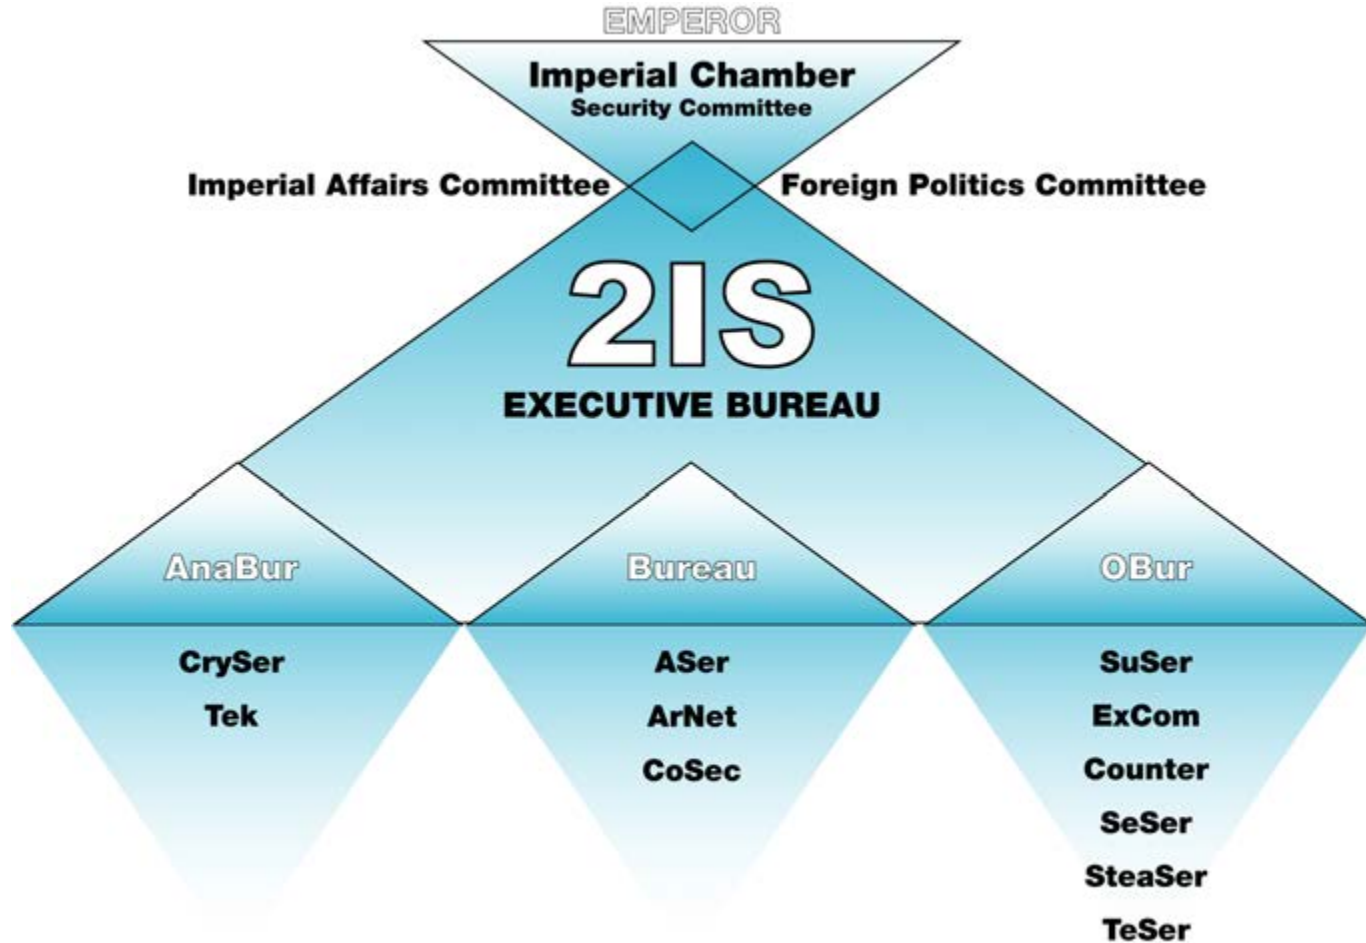 EMPEROR
Imperial Chamber
Security Committee
Imperial Affairs Committee
Foreign Politics Committee
2IS
EXECUTIVE BUREAU
AnaBur
Bureau
OBur
CrySer
Tek
ASer
ArNet
CoSec
SuSer
ExCom
Counter
SeSer
SteaSer
TeSer